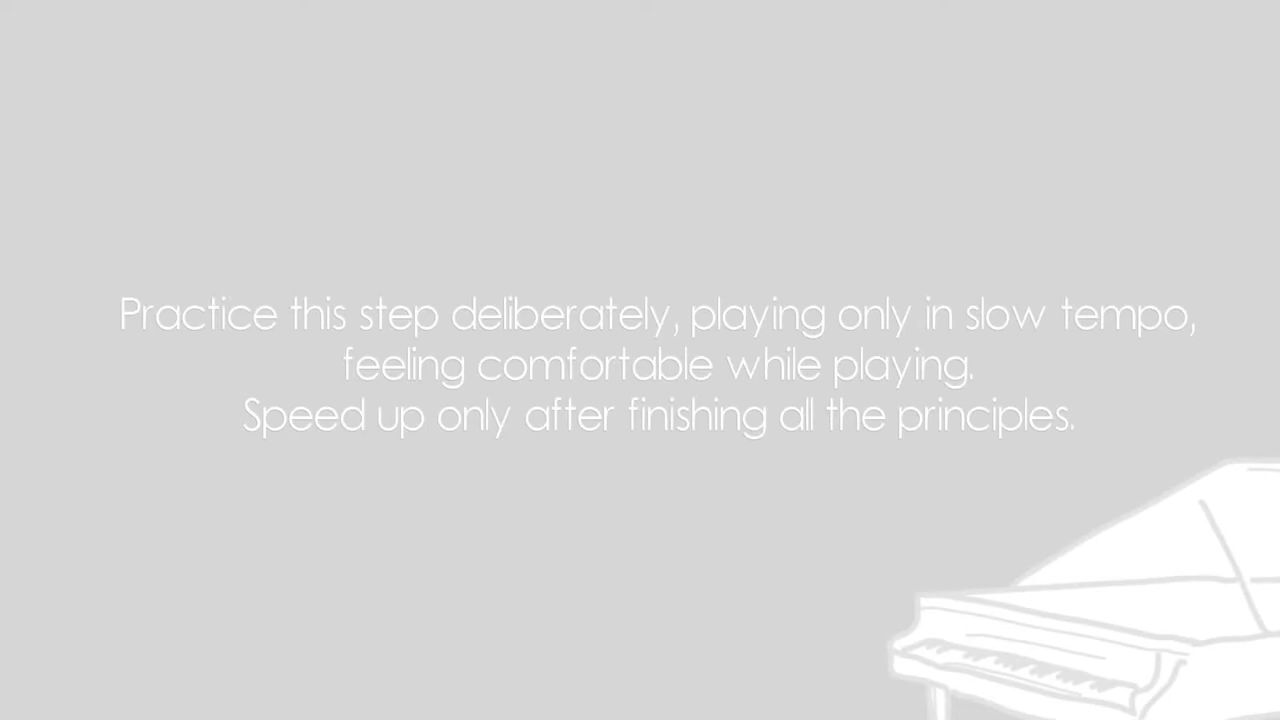 Practice this step deliberately, playing only in slow tempo,
feeling comfortable while playing.
Speed up only after finishing all the principles.